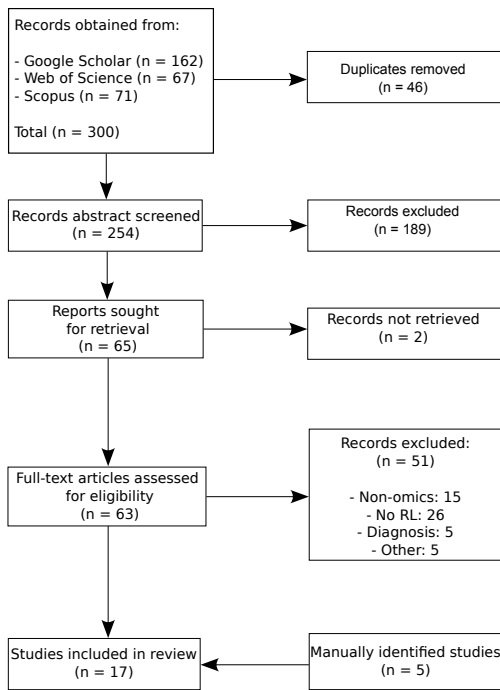 Records obtained from:
- Google Scholar (n = 162)
- Web of Science (n = 67)
- Scopus (n = 71)
Total (n = 300)
Duplicates removed
(n = 46)
Records abstract screened
(n = 254)
Records excluded
(n = 189)
Reports sought
for retrieval
(n = 65)
Records not retrieved
(n = 2)
Full-text articles assessed
for eligibility
(n = 63)
Records excluded:
(n = 51)
- Non-omics: 15
- No RL: 26
- Diagnosis: 5
- Other: 5
Studies included in review
(n = 17)
Manually identified studies
(n = 5)